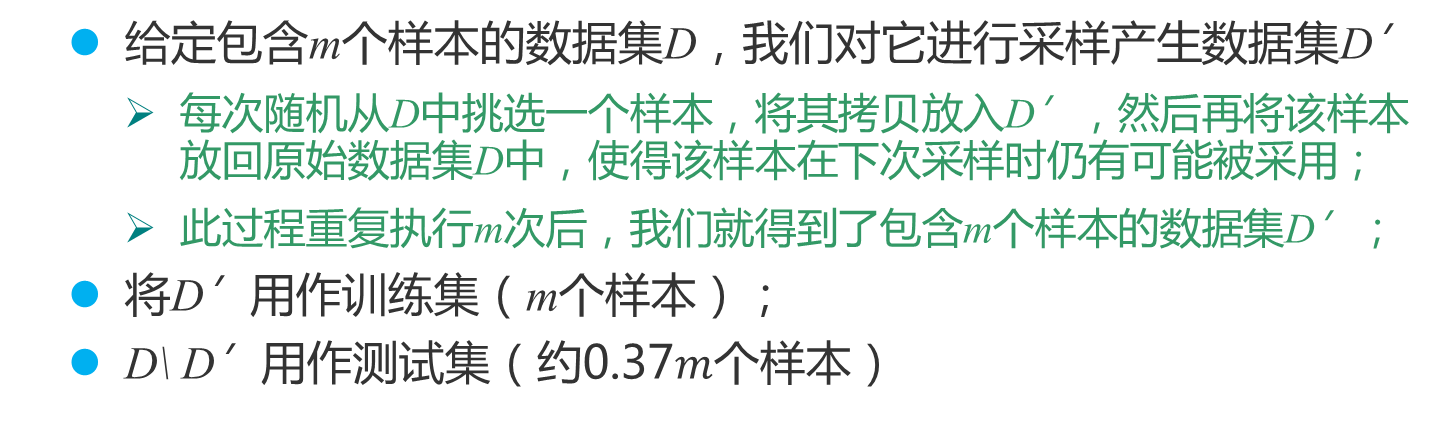 给定包含m个样本的数据集D，我们对它进行采样产生数据集D′
每次随机从D中挑选一个样本，将其拷贝放入D′，然后再将该样本
放回原始数据集D中，使得该样本在下次采样时仍有可能被采用；
此过程重复执行m次后，我们就得到了包含m个样本的数据集D′；
将D′用作训练集（m个样本）；
D\D′用作测试集（约0.37m个样本）